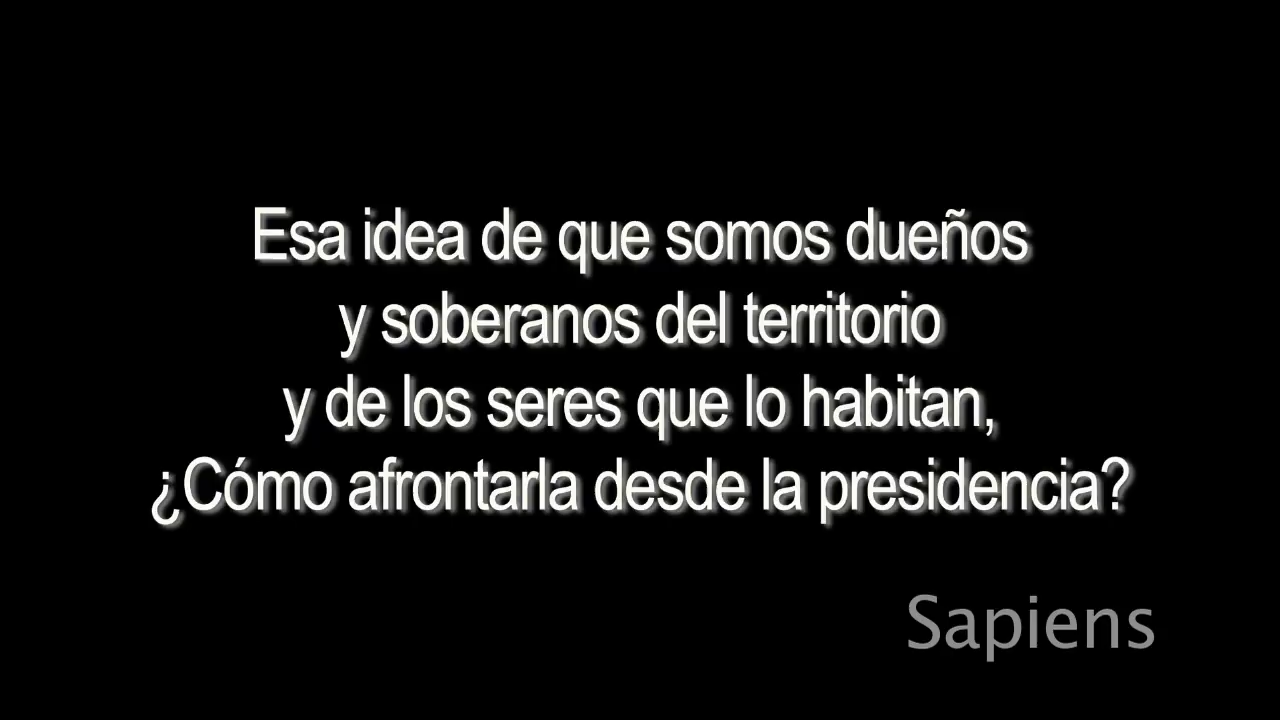 Esa idea de que somos dueños
y soberanos del territorio
y de los seres que lo habitan,
¿Cómo afrontarla desde la presidencia?
Sapiens